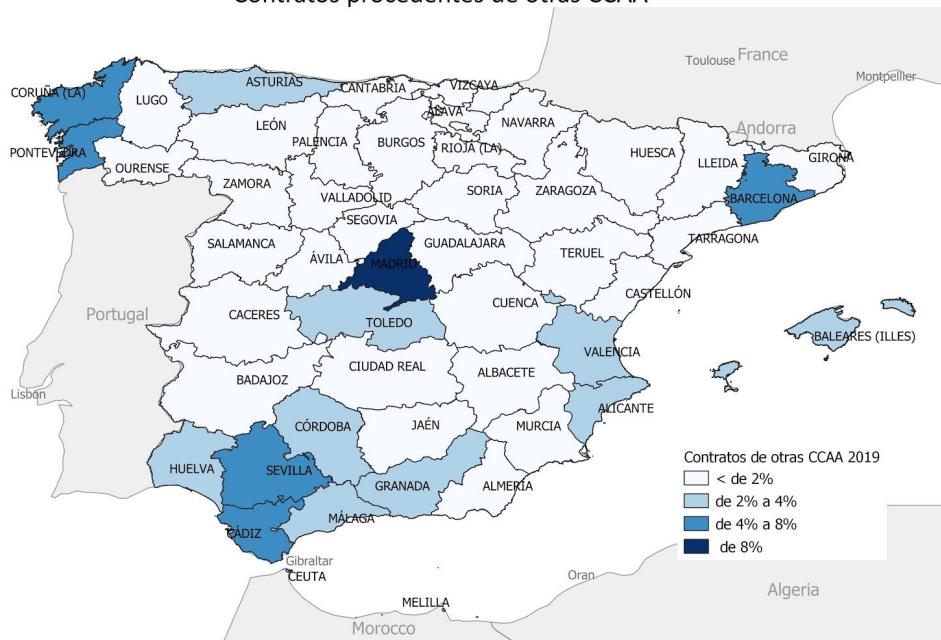 Contratos procedentes de otras CCAA
Toulouse
France
Montpellier
CORUÑA (LA)
LUGO
ASTURIAS
CANTABRIA
VIZCAYA
ÁLAVA
NAVARRA
Andorra
PONTEVEDRA
OURENSE
LEÓN
PALENCIA
BURGOS
RIOJA (LA)
HUESCA
LLEIDA
GIRONA
ZAMORA
VALLADOLID
SORIA
ZARAGOZA
BARCELONA
SEGOVIA
SALAMANCA
ÁVILA
MADRID
GUADALAJARA
TERUEL
TARRAGONA
Portugal
CACERES
TOLEDO
CUENCA
CASTELLÓN
VALENCIA
BALEARES (ILLES)
Lisbon
BADAJOZ
CIUDAD REAL
ALBACETE
ALICANTE
HUELVA
SEVILLA
CÓRDOBA
JAÉN
MURCIA
GRANADA
ALMERÍA
CÁDIZ
MÁLAGA
Gibraltar
CEUTA
MELILLA
Oran
Morocco
Algeria
Contratos de otras CCAA 2019
< de 2%
de 2% a 4%
de 4% a 8%
de 8%